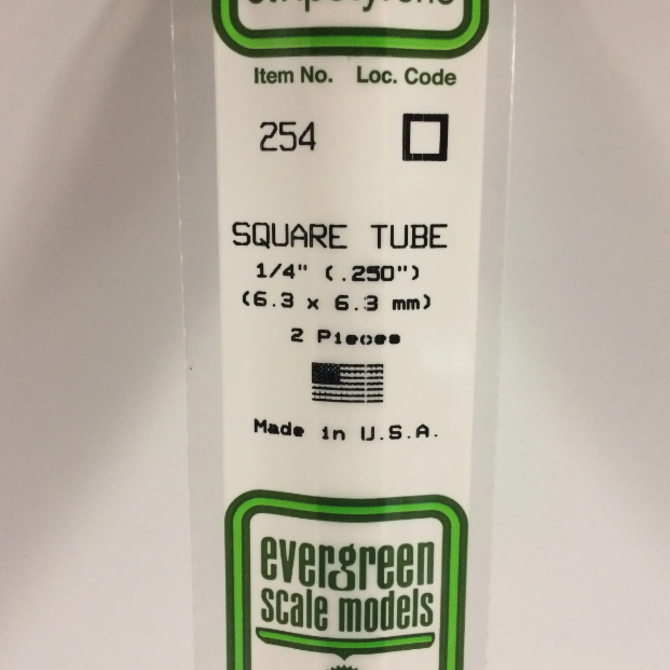 Item No. Loc. Code
254
SQUARE TUBE
1/4" (.250")
(6.3 x 6.3 mm)
2 Pieces
Made in U.S.A.
evergreen
scale models